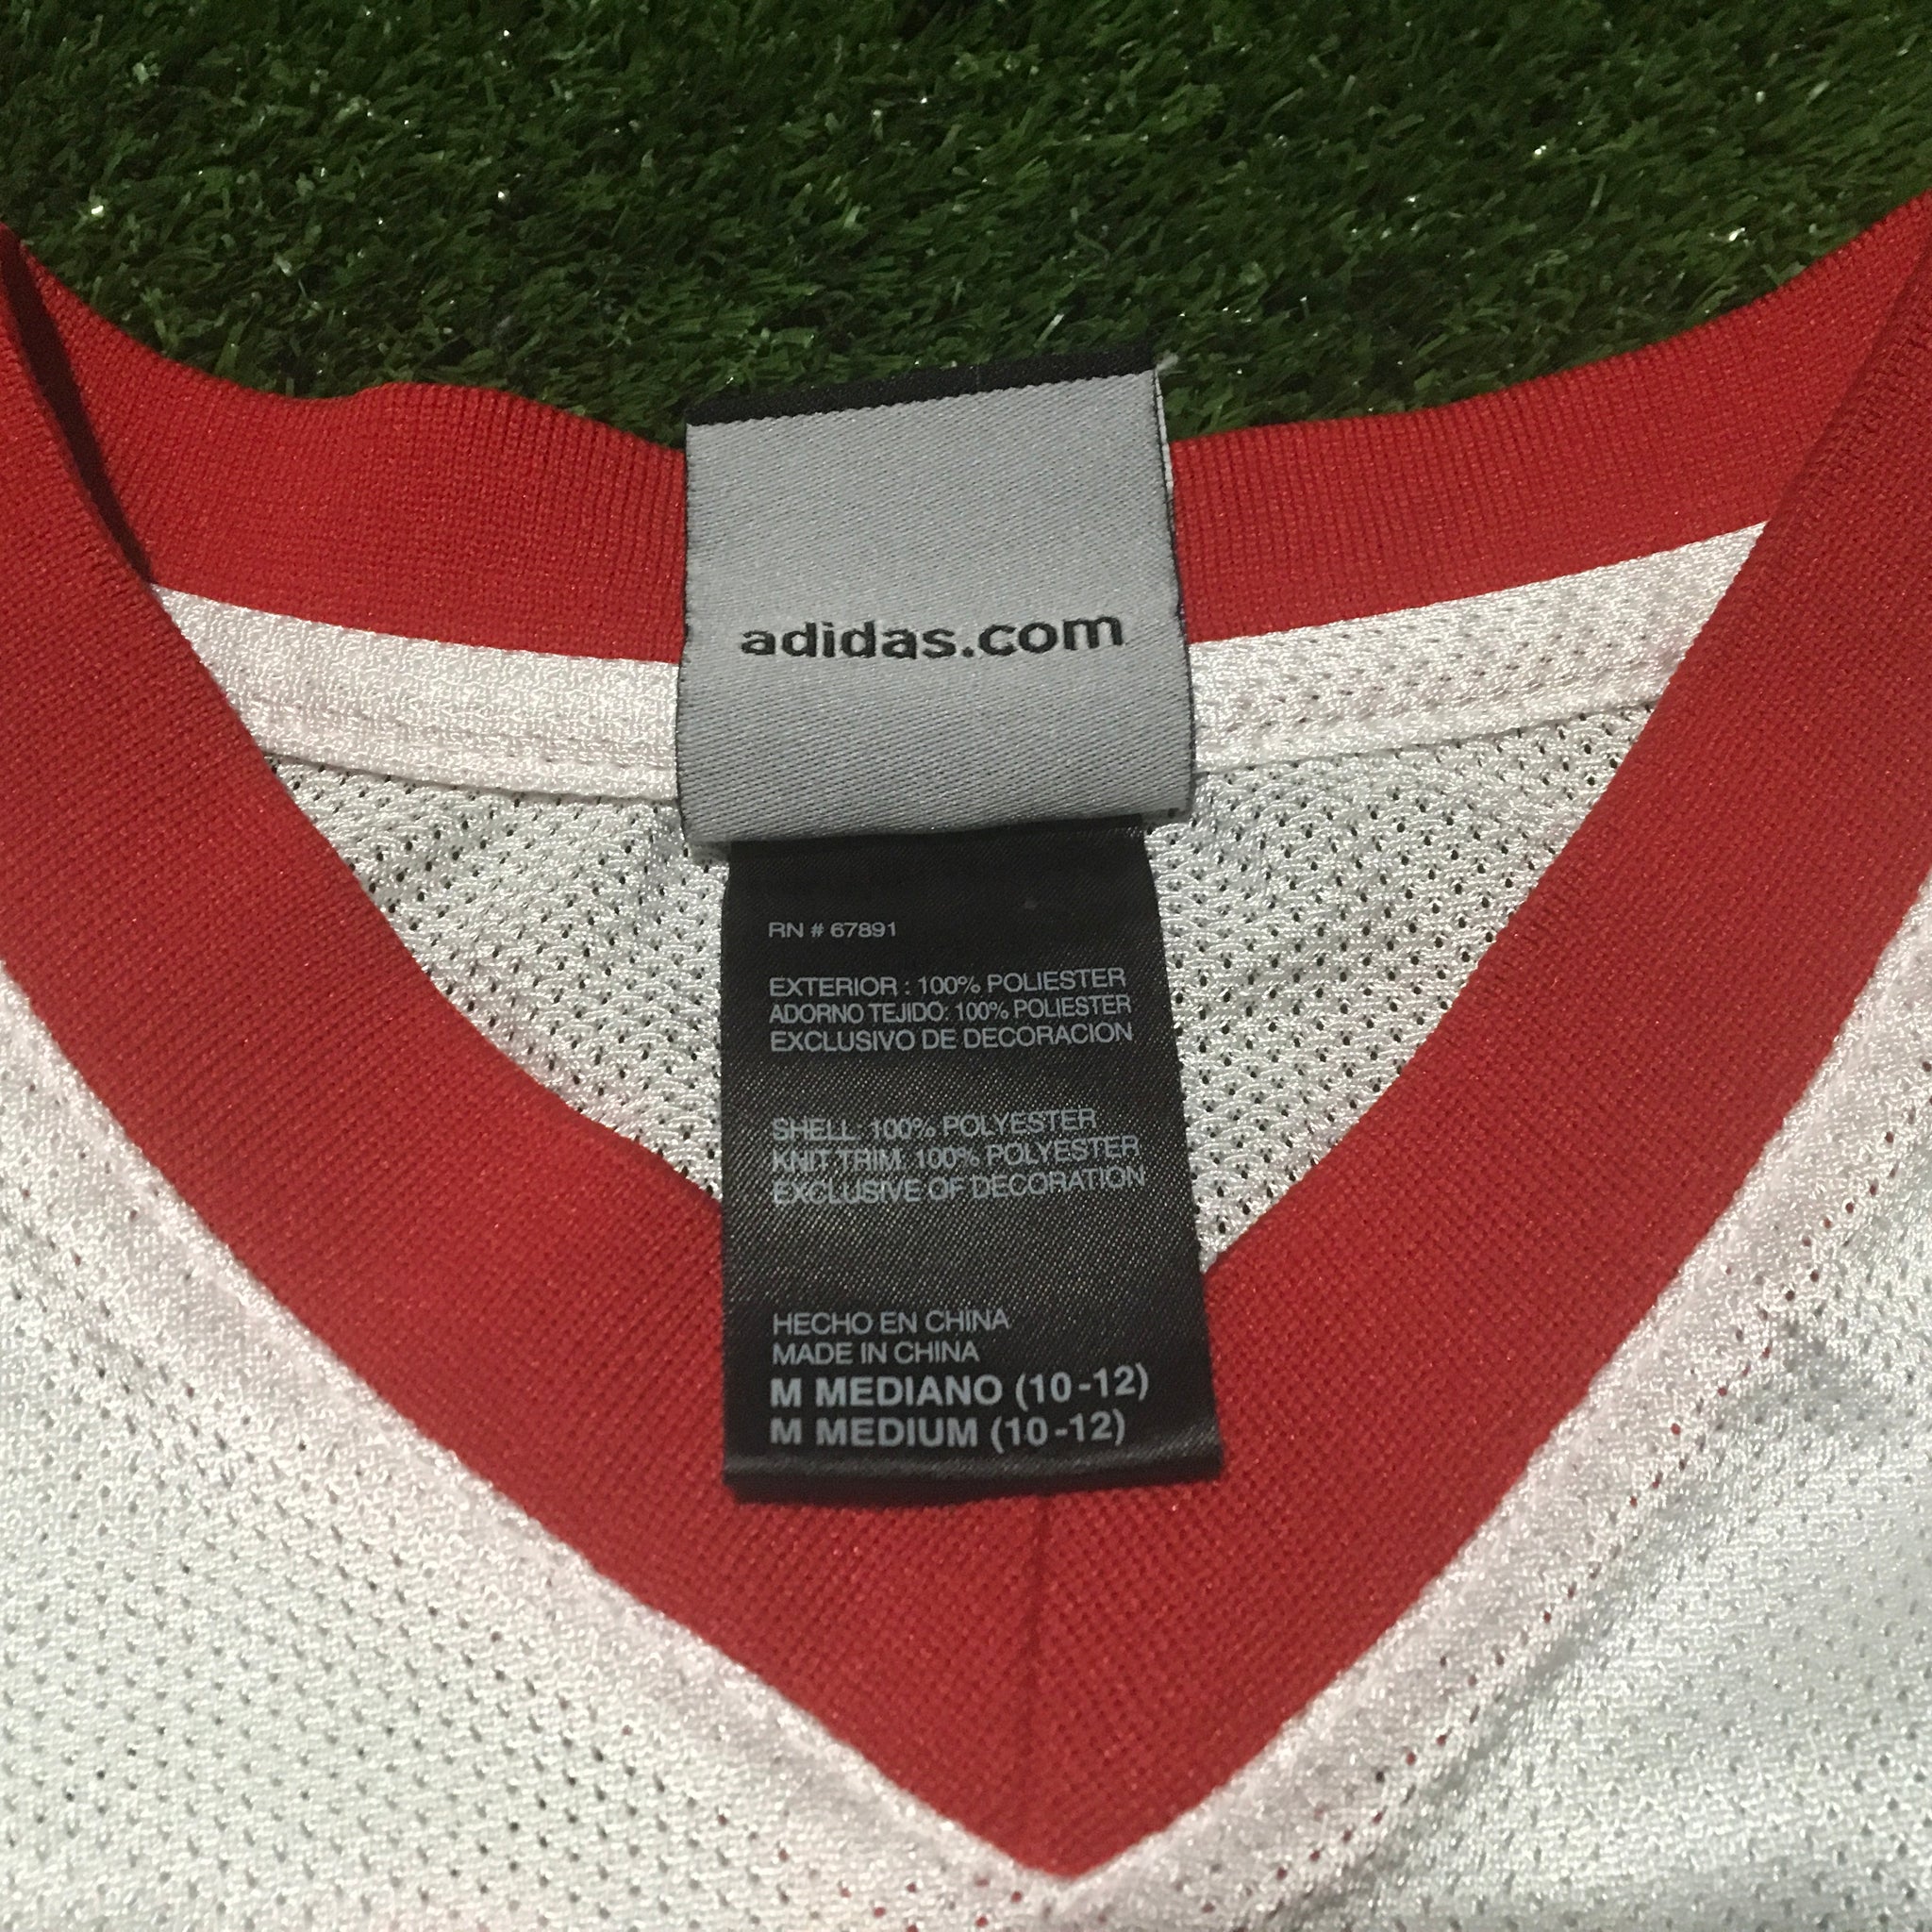 adidas.com
RN # 67891
EXTERIOR : 100% POLIESTER
ADORNO TEJIDO: 100% POLIESTER
EXCLUSIVO DE DECORACION
SHELL: 100% POLYESTER
KNIT TRIM: 100% POLYESTER
EXCLUSIVE OF DECORATION
HECHO EN CHINA
MADE IN CHINA
M MEDIANO (10-12)
M MEDIUM (10-12)